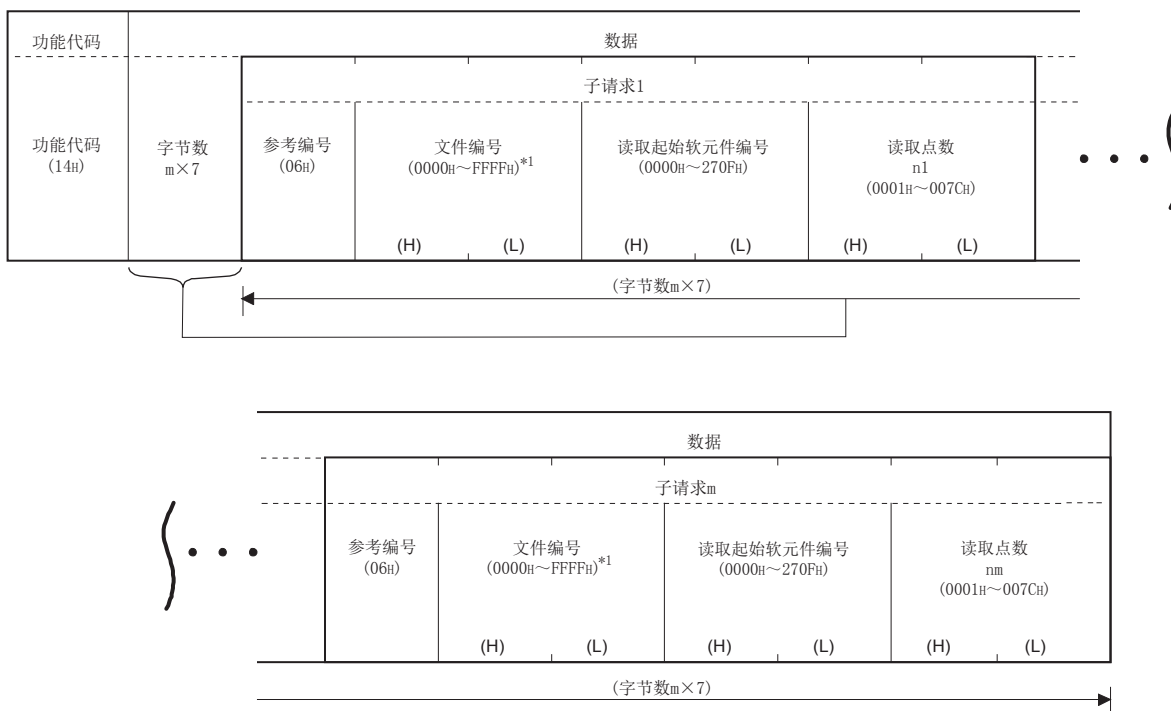 功能代码
数据
子请求1
功能代码
(14H)
字节数
m×7
参考编号
(06H)
文件编号
(0000H～FFFFH)*1
读取起始软元件编号
(0000H～270FH)
读取点数
n1
(0001H～007CH)
(H) (L) (H) (L) (H) (L)
(字节数m×7)
数据
子请求m
参考编号
(06H)
文件编号
(0000H～FFFFH)*1
读取起始软元件编号
(0000H～270FH)
读取点数
nm
(0001H～007CH)
(H) (L) (H) (L) (H) (L)
(字节数m×7)